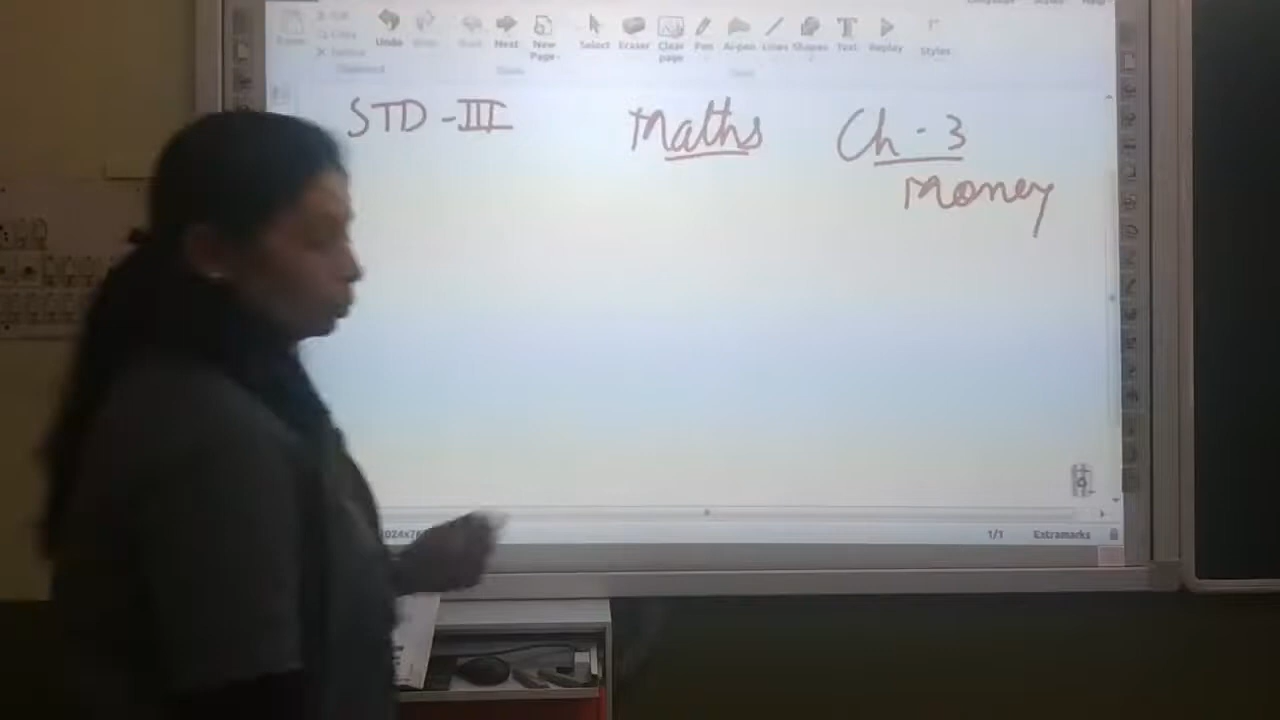 Undo Next New Page Select Eraser Clear page Pen Lines Shapes Text Replay Styles
STD - III Maths Ch - 3
Money
1/1 Extramarks